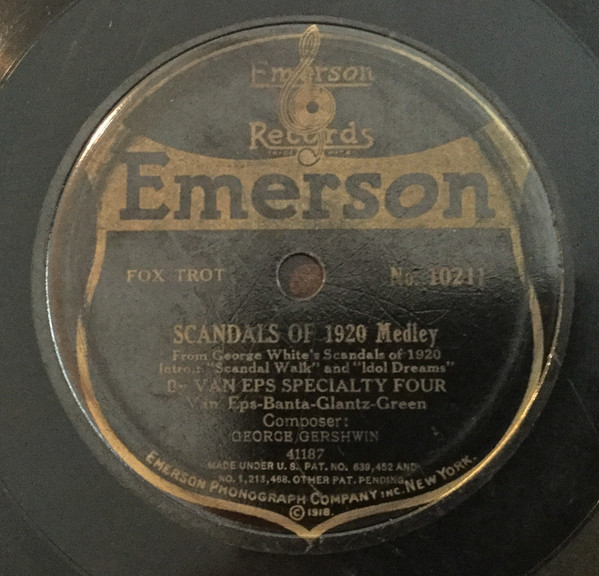 Emerson
Records
Emerson
FOX TROT
No. 10211
SCANDALS OF 1920 Medley
From George White's Scandals of 1920
Intro: "Scandal Walk" and "Idol Dreams"
By VAN EPS SPECIALTY FOUR
Van Eps-Banta-Glantz-Green
Composer:
GEORGE GERSHWIN
41187
MADE UNDER U.S. PAT. NO. 639,452 AND
NO. 1,213,468. OTHER PAT. PENDING
EMERSON PHONOGRAPH COMPANY INC. NEW YORK.
© 1918.